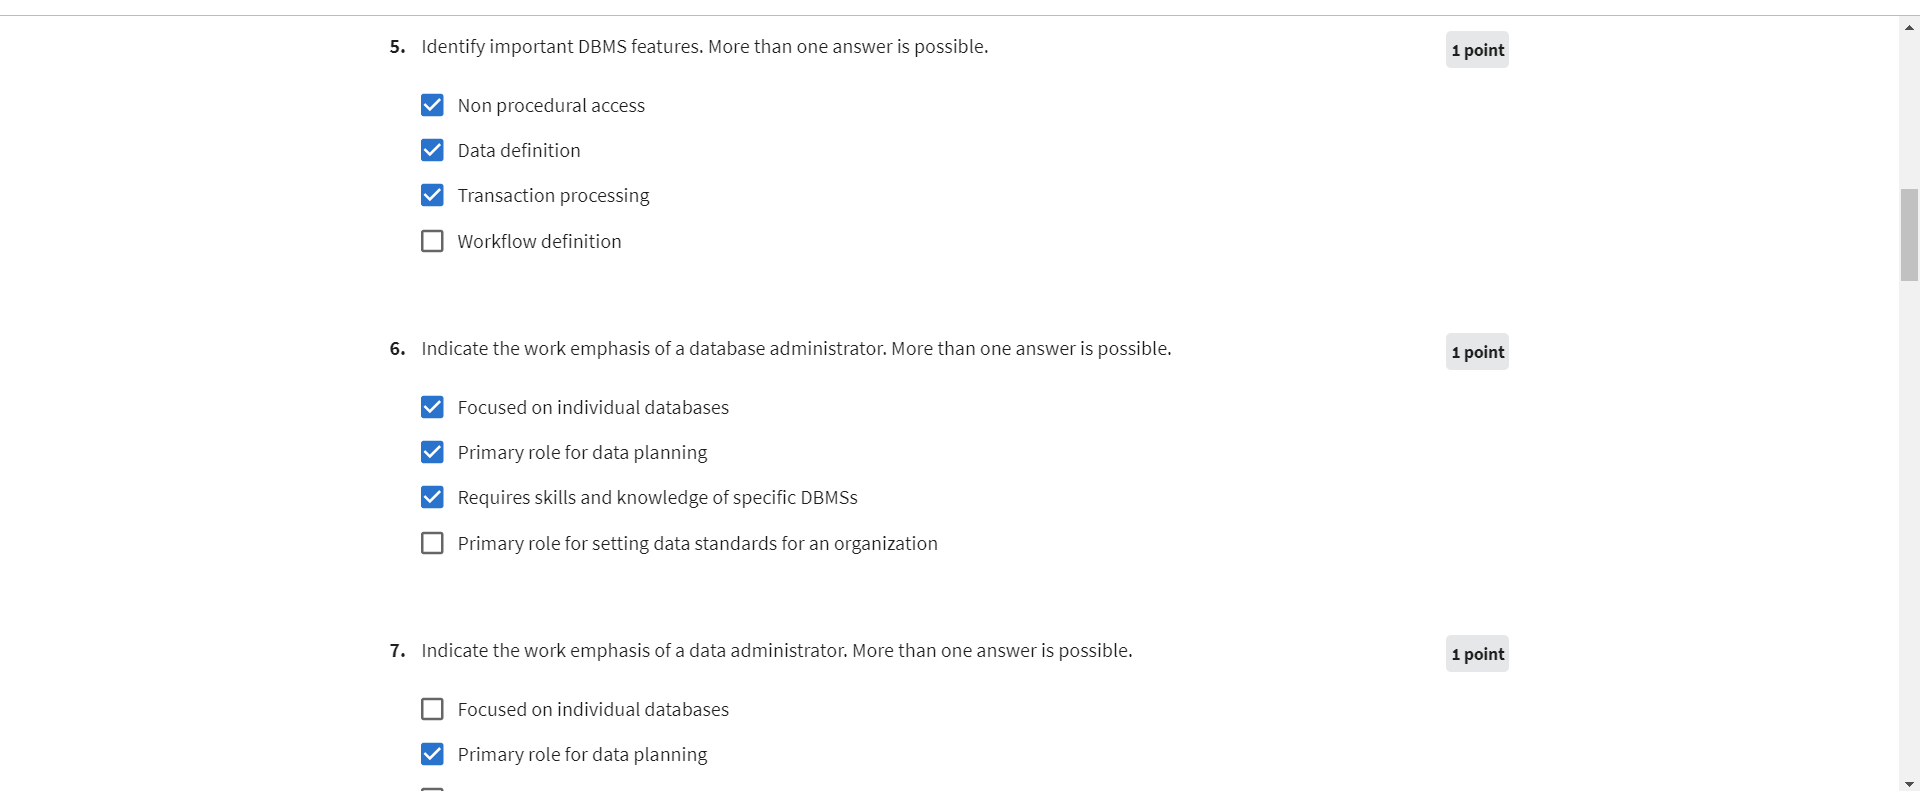 5. Identify important DBMS features. More than one answer is possible. 1 point
Non procedural access
Data definition
Transaction processing
Workflow definition
6. Indicate the work emphasis of a database administrator. More than one answer is possible. 1 point
Focused on individual databases
Primary role for data planning
Requires skills and knowledge of specific DBMSs
Primary role for setting data standards for an organization
7. Indicate the work emphasis of a data administrator. More than one answer is possible. 1 point
Focused on individual databases
Primary role for data planning